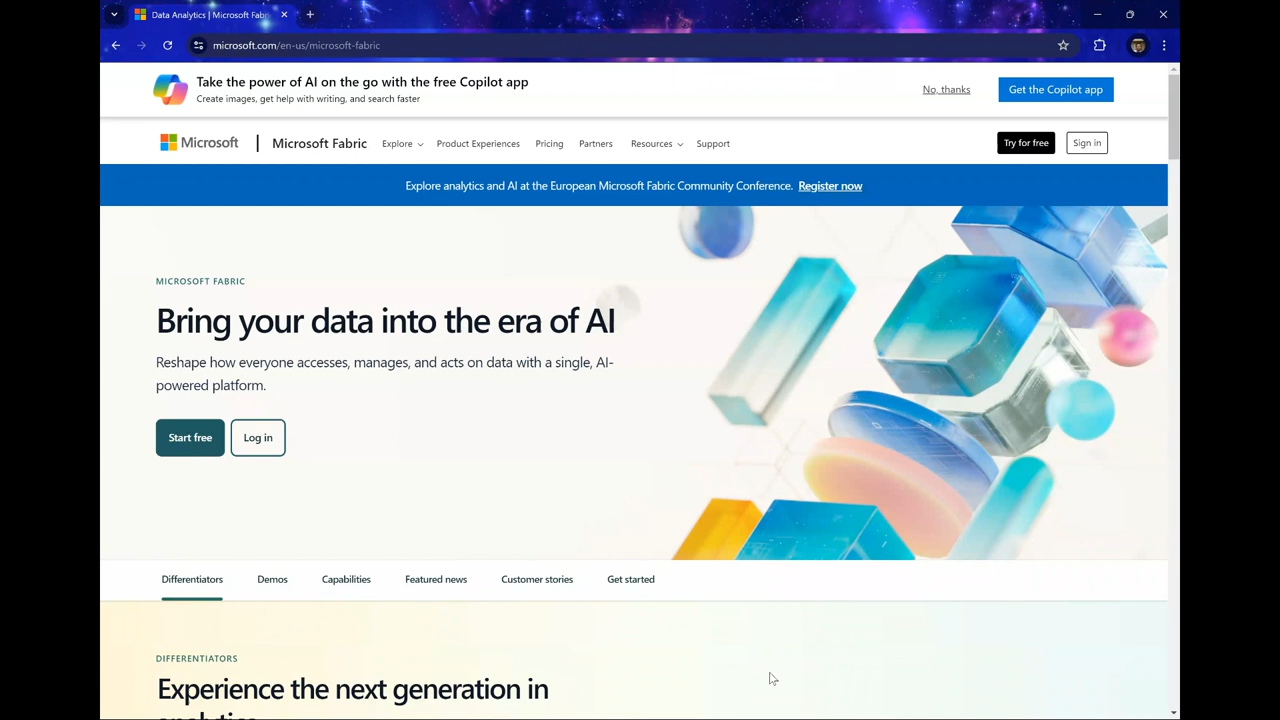 Data Analytics | Microsoft Fabr
microsoft.com/en-us/microsoft-fabric
Take the power of AI on the go with the free Copilot app
Create images, get help with writing, and search faster
No, thanks
Get the Copilot app
Microsoft
Microsoft Fabric
Explore
Product Experiences
Pricing
Partners
Resources
Support
Try for free
Sign in
Explore analytics and AI at the European Microsoft Fabric Community Conference. Register now
MICROSOFT FABRIC
Bring your data into the era of AI
Reshape how everyone accesses, manages, and acts on data with a single, AI-
powered platform.
Start free
Log in
Differentiators
Demos
Capabilities
Featured news
Customer stories
Get started
DIFFERENTIATORS
Experience the next generation in
analytics